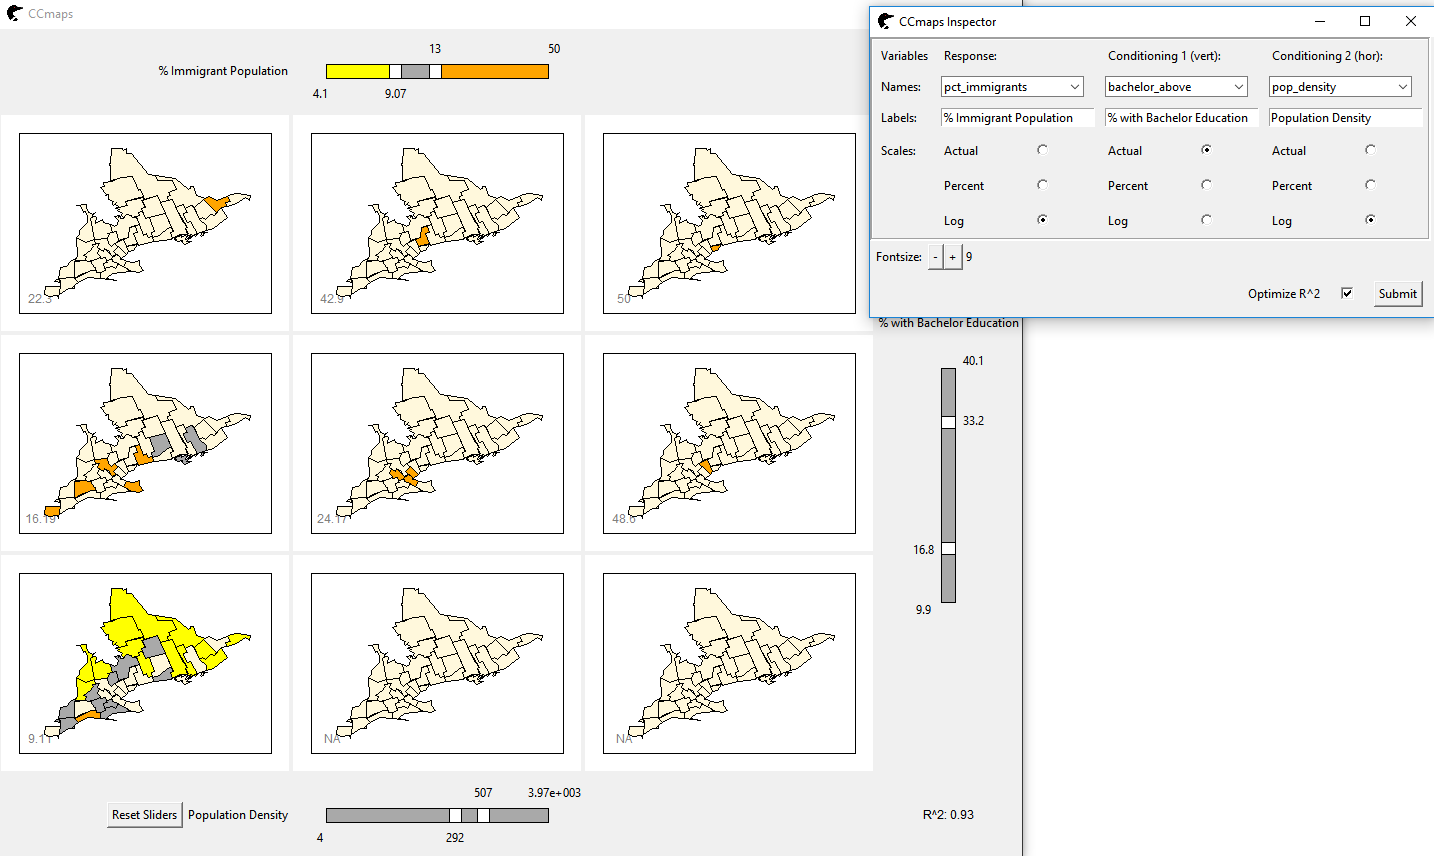 CCmaps
13
50
% Immigrant Population
4.1
9.07
CCmaps Inspector
Variables Response: Conditioning 1 (vert): Conditioning 2 (hor):
Names: pct_immigrants bachelor_above pop_density
Labels: % Immigrant Population % with Bachelor Education Population Density
Scales: Actual Actual Actual
Percent Percent Percent
Log Log Log
Fontsize: - + 9
Optimize R^2 Submit
22.3
42.9
50
% with Bachelor Education
40.1
33.2
16.8
9.9
16.19
24.17
48.6
9.11
NA
NA
507
3.97e+003
Reset Sliders Population Density
4
292
R^2: 0.93